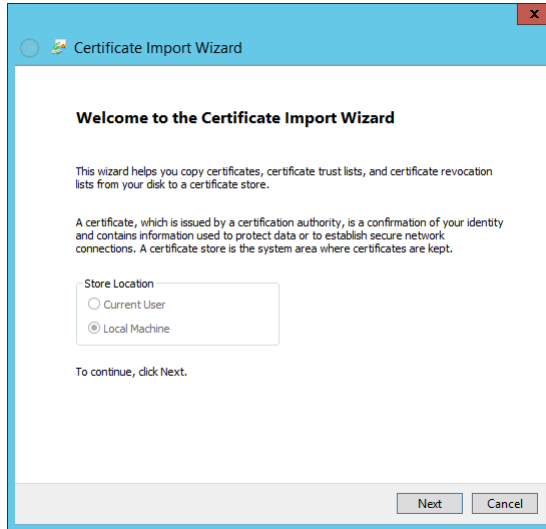 x
Certificate Import Wizard
Welcome to the Certificate Import Wizard
This wizard helps you copy certificates, certificate trust lists, and certificate revocation
lists from your disk to a certificate store.
A certificate, which is issued by a certification authority, is a confirmation of your identity
and contains information used to protect data or to establish secure network
connections. A certificate store is the system area where certificates are kept.
Store Location
Current User
Local Machine
To continue, click Next.
Next Cancel